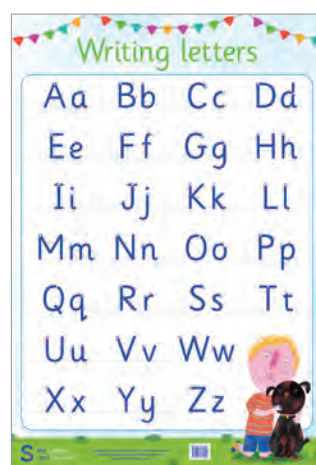 Writing letters
Aa Bb Cc Dd
Ee Ff Gg Hh
Ii Jj Kk Ll
Mm Nn Oo Pp
Qq Rr Ss Tt
Uu Vv Ww
Xx Yy Zz